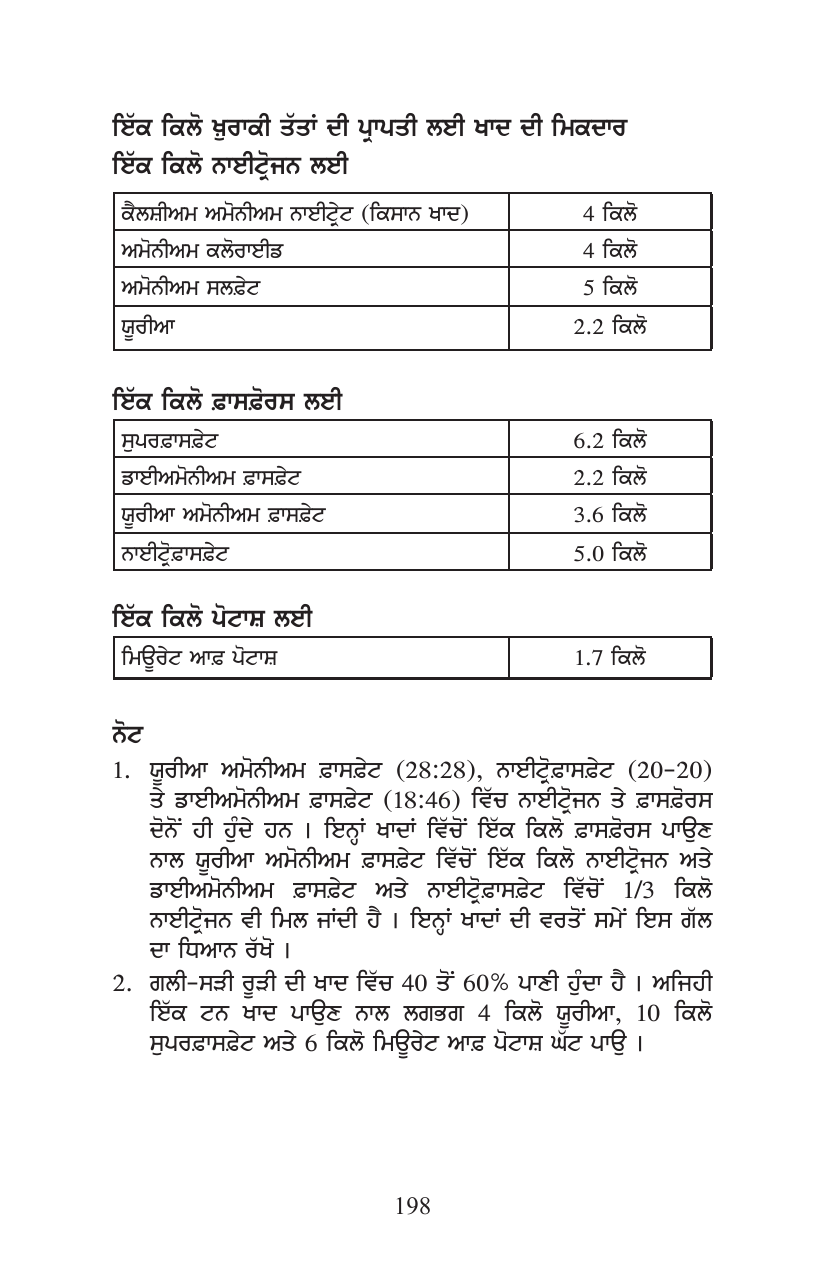 ਇੱਕ ਕਿਲੋ ਖ਼ੁਰਾਕੀ ਤੱਤਾਂ ਦੀ ਪ੍ਰਾਪਤੀ ਲਈ ਖਾਦ ਦੀ ਮਿਕਦਾਰ
ਇੱਕ ਕਿਲੋ ਨਾਈਟ੍ਰੋਜਨ ਲਈ
ਕੈਲਸ਼ੀਅਮ ਅਮੋਨੀਅਮ ਨਾਈਟ੍ਰੇਟ (ਕਿਸਾਨ ਖਾਦ) 4 ਕਿਲੋ
ਅਮੋਨੀਅਮ ਕਲੋਰਾਈਡ 4 ਕਿਲੋ
ਅਮੋਨੀਅਮ ਸਲਫ਼ੇਟ 5 ਕਿਲੋ
ਯੂਰੀਆ 2.2 ਕਿਲੋ
ਇੱਕ ਕਿਲੋ ਫ਼ਾਸਫ਼ੋਰਸ ਲਈ
ਸੁਪਰਫ਼ਾਸਫ਼ੇਟ 6.2 ਕਿਲੋ
ਡਾਈਅਮੋਨੀਅਮ ਫ਼ਾਸਫ਼ੇਟ 2.2 ਕਿਲੋ
ਯੂਰੀਆ ਅਮੋਨੀਅਮ ਫ਼ਾਸਫ਼ੇਟ 3.6 ਕਿਲੋ
ਨਾਈਟ੍ਰੋਫ਼ਾਸਫ਼ੇਟ 5.0 ਕਿਲੋ
ਇੱਕ ਕਿਲੋ ਪੋਟਾਸ਼ ਲਈ
ਮਿਊਰੇਟ ਆਫ਼ ਪੋਟਾਸ਼ 1.7 ਕਿਲੋ
ਨੋਟ
1. ਯੂਰੀਆ ਅਮੋਨੀਅਮ ਫ਼ਾਸਫ਼ੇਟ (28:28), ਨਾਈਟ੍ਰੋਫ਼ਾਸਫ਼ੇਟ (20-20)
ਤੇ ਡਾਈਅਮੋਨੀਅਮ ਫ਼ਾਸਫ਼ੇਟ (18:46) ਵਿੱਚ ਨਾਈਟ੍ਰੋਜਨ ਤੇ ਫ਼ਾਸਫ਼ੋਰਸ
ਦੋਨੋਂ ਹੀ ਹੁੰਦੇ ਹਨ । ਇਨ੍ਹਾਂ ਖਾਦਾਂ ਵਿੱਚੋਂ ਇੱਕ ਕਿਲੋ ਫ਼ਾਸਫ਼ੋਰਸ ਪਾਉਣ
ਨਾਲ ਯੂਰੀਆ ਅਮੋਨੀਅਮ ਫ਼ਾਸਫ਼ੇਟ ਵਿੱਚੋਂ ਇੱਕ ਕਿਲੋ ਨਾਈਟ੍ਰੋਜਨ ਅਤੇ
ਡਾਈਅਮੋਨੀਅਮ ਫ਼ਾਸਫ਼ੇਟ ਅਤੇ ਨਾਈਟ੍ਰੋਫ਼ਾਸਫ਼ੇਟ ਵਿੱਚੋਂ 1/3 ਕਿਲੋ
ਨਾਈਟ੍ਰੋਜਨ ਵੀ ਮਿਲ ਜਾਂਦੀ ਹੈ । ਇਨ੍ਹਾਂ ਖਾਦਾਂ ਦੀ ਵਰਤੋਂ ਸਮੇਂ ਇਸ ਗੱਲ
ਦਾ ਧਿਆਨ ਰੱਖੋ ।
2. ਗਲੀ-ਸੜੀ ਰੂੜੀ ਦੀ ਖਾਦ ਵਿੱਚ 40 ਤੋਂ 60% ਪਾਣੀ ਹੁੰਦਾ ਹੈ । ਅਜਿਹੀ
ਇੱਕ ਟਨ ਖਾਦ ਪਾਉਣ ਨਾਲ ਲਗਭਗ 4 ਕਿਲੋ ਯੂਰੀਆ, 10 ਕਿਲੋ
ਸੁਪਰਫ਼ਾਸਫ਼ੇਟ ਅਤੇ 6 ਕਿਲੋ ਮਿਊਰੇਟ ਆਫ਼ ਪੋਟਾਸ਼ ਘੱਟ ਪਾਉ ।
198